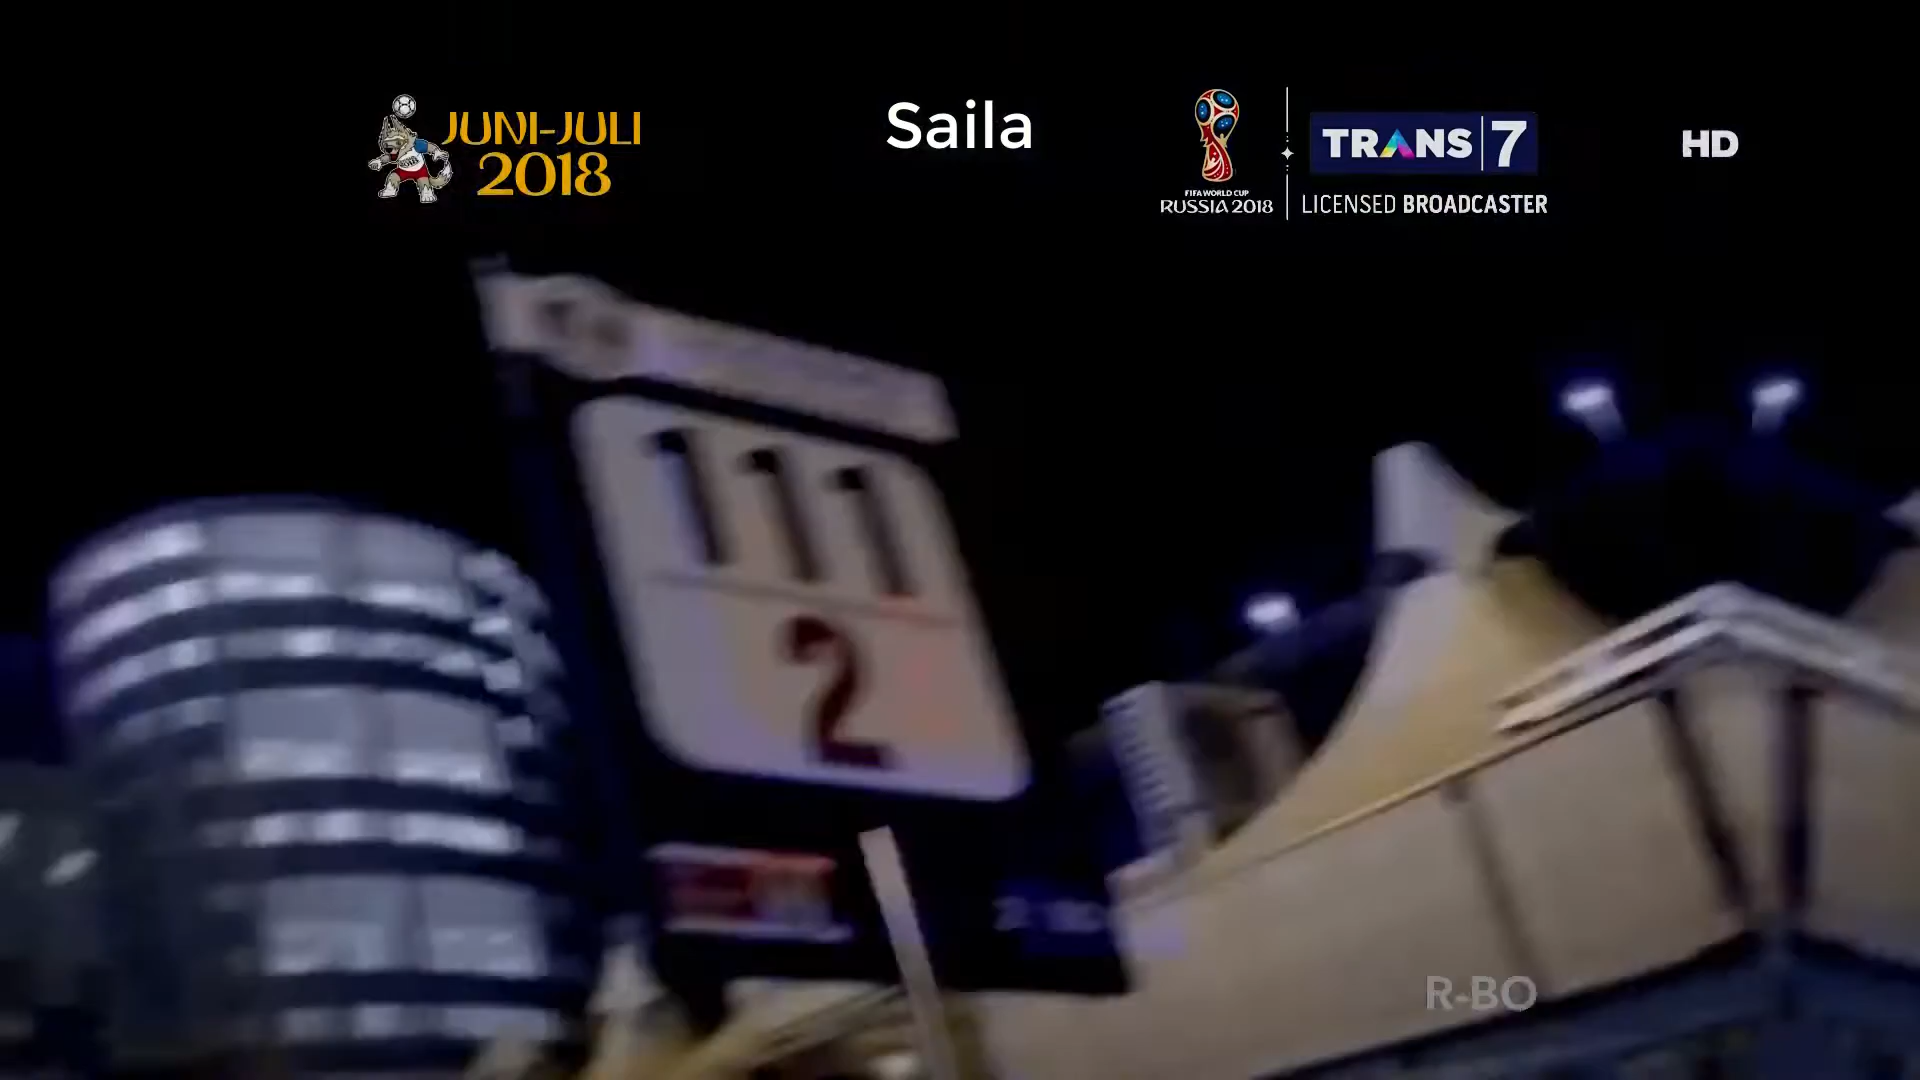 JUNI-JULI
2018
Saila
FIFA WORLD CUP
RUSSIA 2018
TRANS|7
LICENSED BROADCASTER
HD
111
2
R-BO